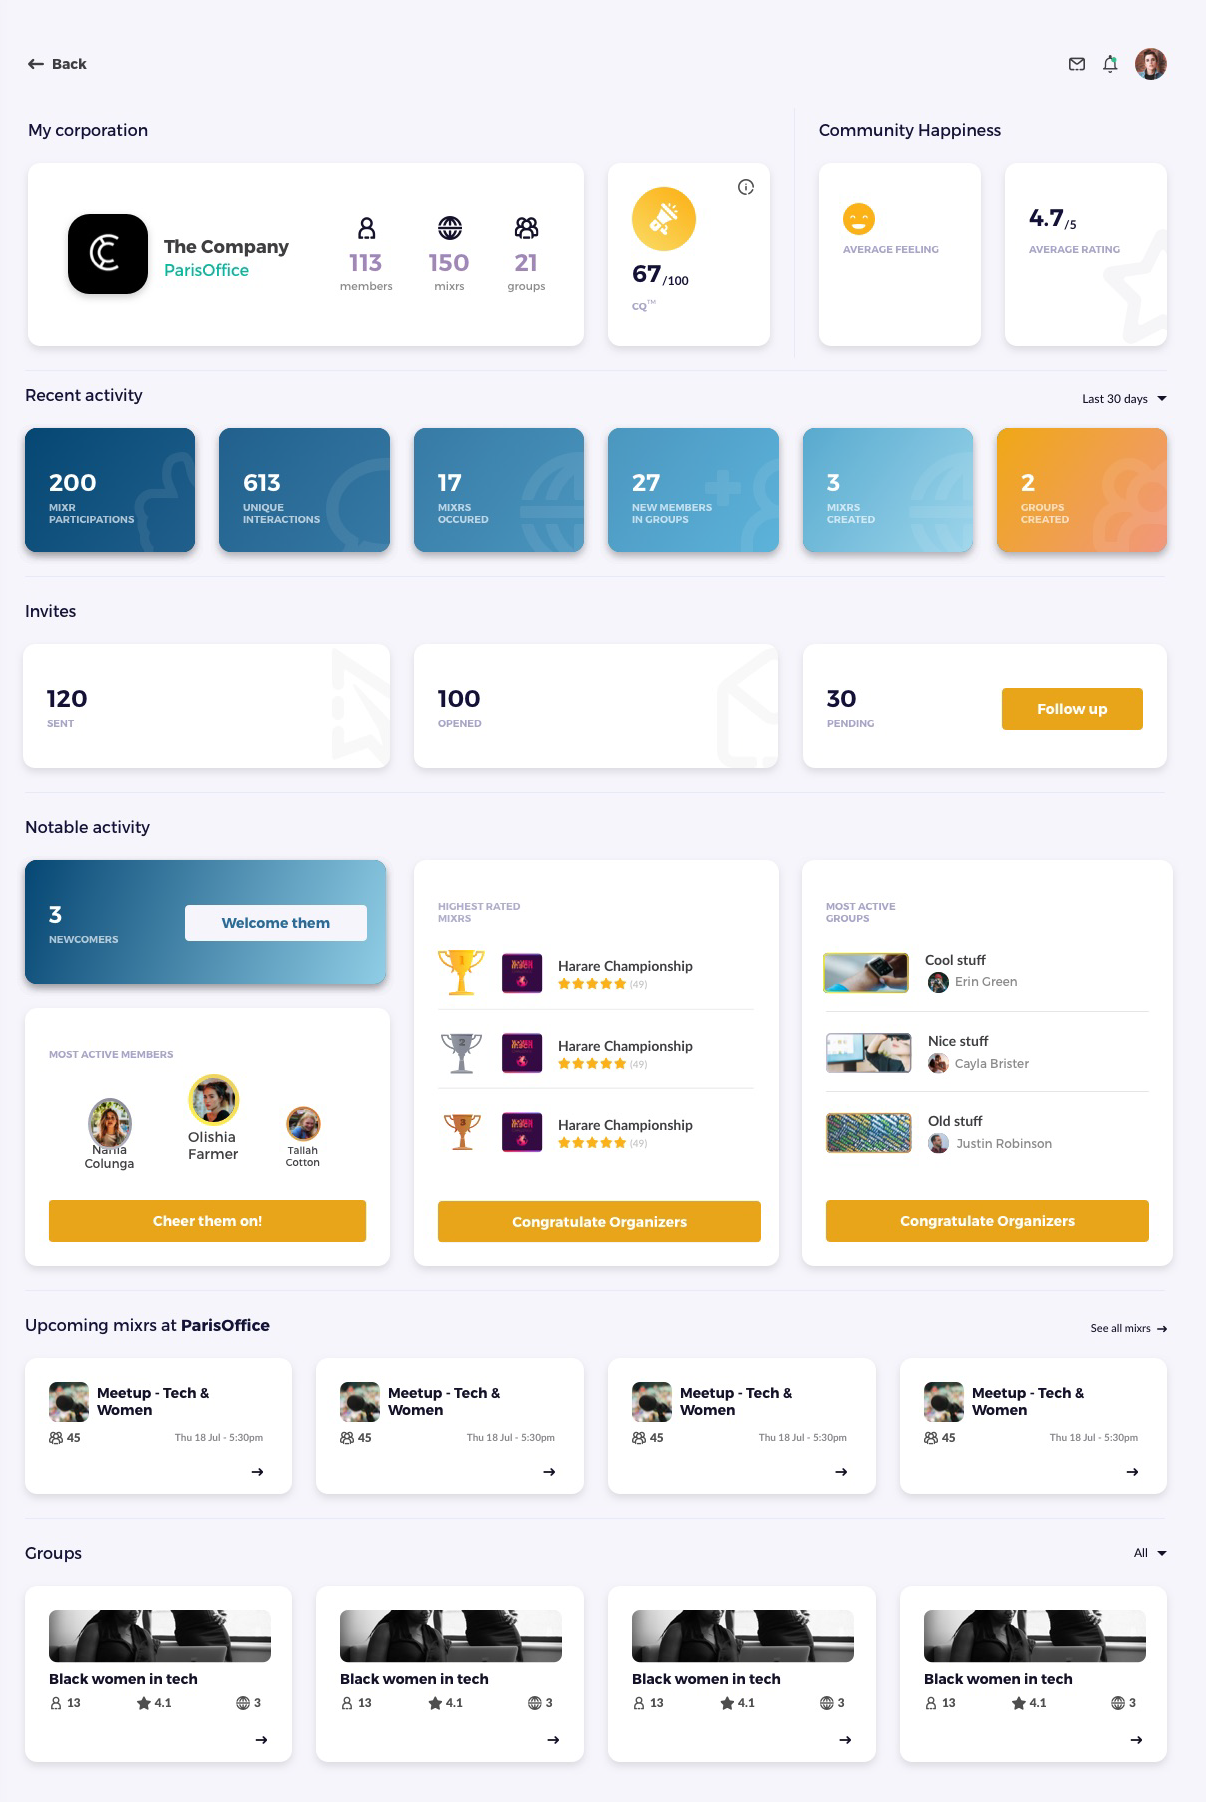 Back
My corporation
Community Happiness
The Company
ParisOffice
113
members
150
mixrs
21
groups
67/100
CQ™
AVERAGE FEELING
4.7/5
AVERAGE RATING
Recent activity
Last 30 days
200
MIXR
PARTICIPATIONS
613
UNIQUE
INTERACTIONS
17
MIXRS
OCCURED
27
NEW MEMBERS
IN GROUPS
3
MIXRS
CREATED
2
GROUPS
CREATED
Invites
120
SENT
100
OPENED
30
PENDING
Follow up
Notable activity
3
NEWCOMERS
Welcome them
MOST ACTIVE MEMBERS
Colunga
Olishia
Farmer
Tallah
Cotton
Cheer them on!
HIGHEST RATED
MIXRS
1
Harare Championship
(49)
2
Harare Championship
(49)
3
Harare Championship
(49)
Congratulate Organizers
MOST ACTIVE
GROUPS
Cool stuff
Erin Green
Nice stuff
Cayla Brister
Old stuff
Justin Robinson
Congratulate Organizers
Upcoming mixrs at ParisOffice
See all mixrs
Meetup - Tech &
Women
45
Thu 18 Jul - 5:30pm
Meetup - Tech &
Women
45
Thu 18 Jul - 5:30pm
Meetup - Tech &
Women
45
Thu 18 Jul - 5:30pm
Meetup - Tech &
Women
45
Thu 18 Jul - 5:30pm
Groups
All
Black women in tech
13
4.1
3
Black women in tech
13
4.1
3
Black women in tech
13
4.1
3
Black women in tech
13
4.1
3